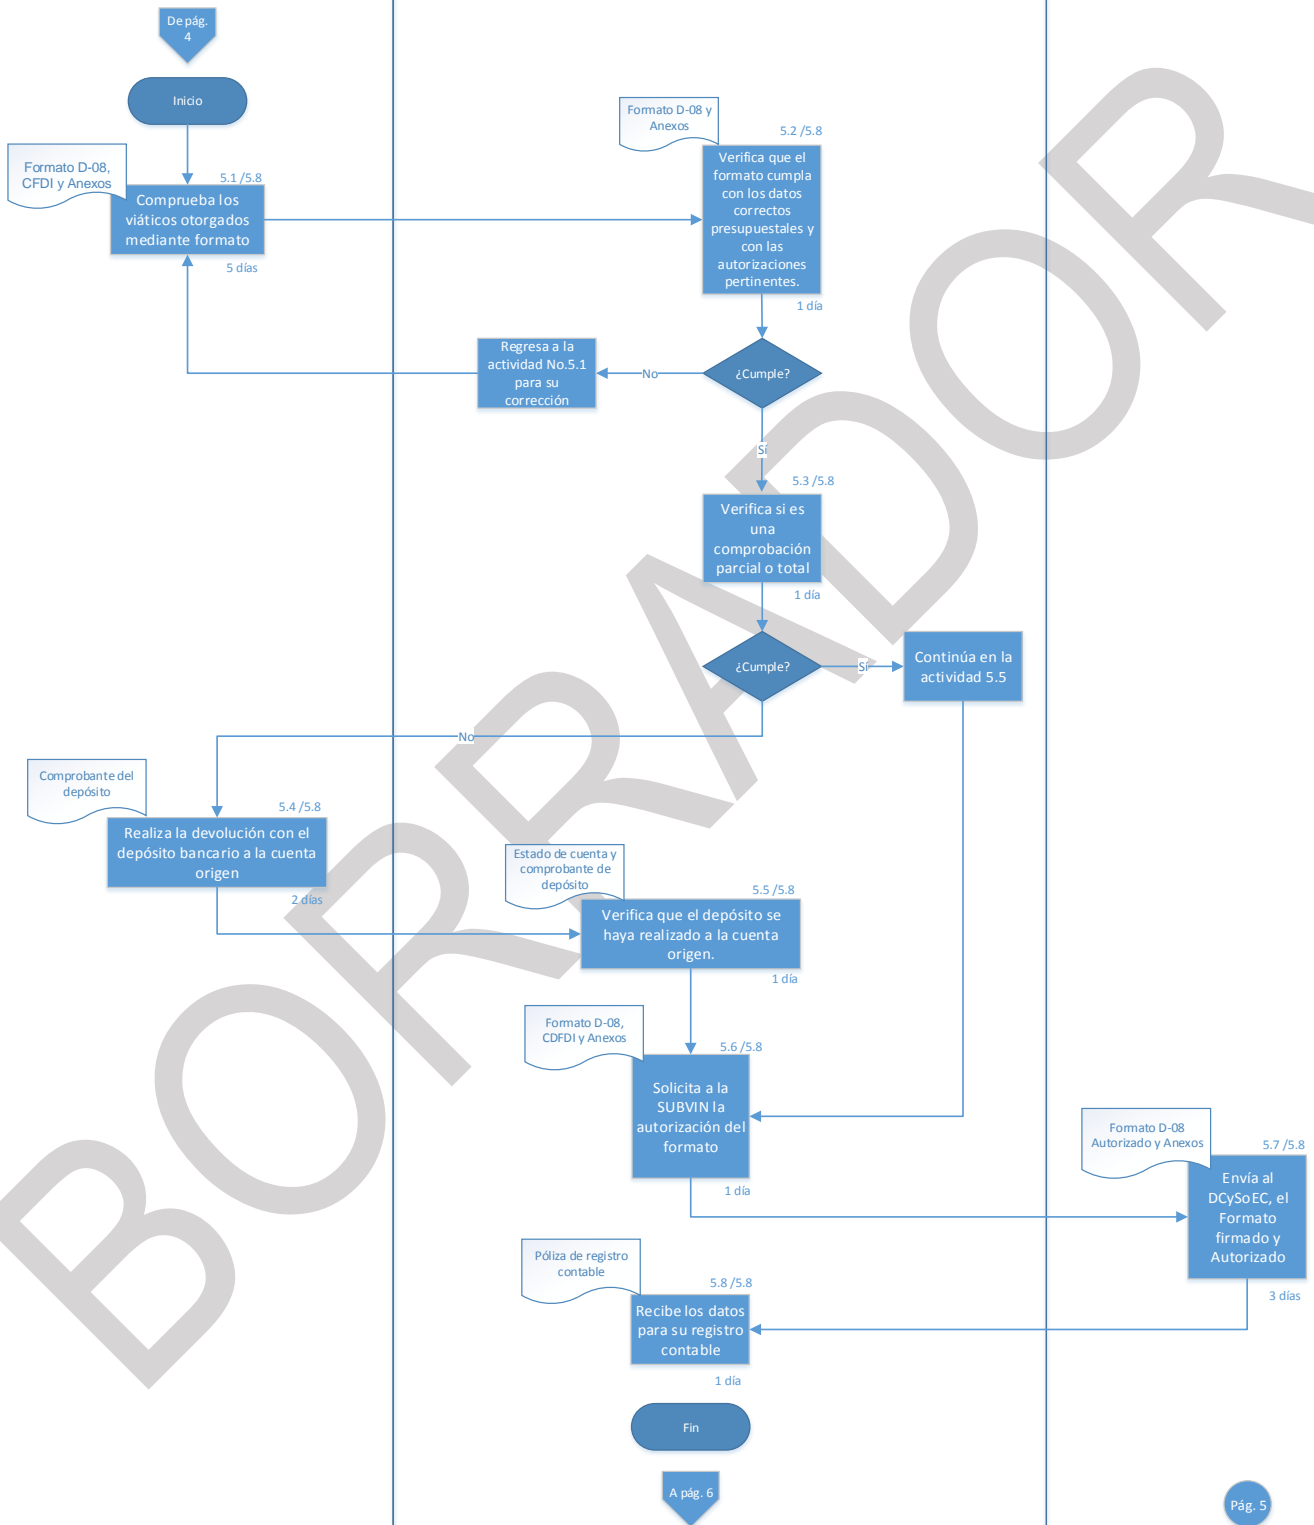 De pág.
4
Inicio
Formato D-08,
CFDI y Anexos
5.1 /5.8
Comprueba los
viáticos otorgados
mediante formato
5 días
Formato D-08 y
Anexos
5.2 /5.8
Verifica que el
formato cumpla
con los datos
correctos
presupuestales y
con las
autorizaciones
pertinentes.
1 día
¿Cumple?
No
Regresa a la
actividad No.5.1
para su
corrección
Sí
5.3 /5.8
Verifica si es
una
comprobación
parcial o total
1 día
¿Cumple?
Sí
Continúa en la
actividad 5.5
No
Comprobante del
depósito
5.4 /5.8
Realiza la devolución con el
depósito bancario a la cuenta
origen
2 días
Estado de cuenta y
comprobante de
depósito
5.5 /5.8
Verifica que el depósito se
haya realizado a la cuenta
origen.
1 día
Formato D-08,
CDFDI y Anexos
5.6 /5.8
Solicita a la
SUBVIN la
autorización del
formato
1 día
Formato D-08
Autorizado y Anexos
5.7 /5.8
Envía al
DCySoEC, el
Formato
firmado y
Autorizado
3 días
Póliza de registro
contable
5.8 /5.8
Recibe los datos
para su registro
contable
1 día
Fin
A pág. 6
Pág. 5
BORRADOR